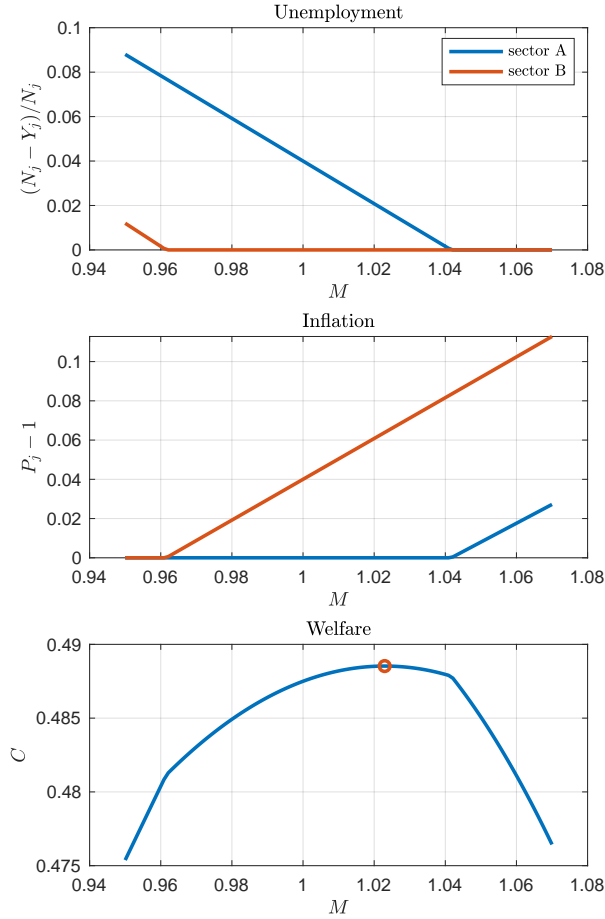 Unemployment
0.1
0.08
0.06
0.04
0.02
0
(N_j − Y_j)/N_j
sector A
sector B
0.94 0.96 0.98 1 1.02 1.04 1.06 1.08
M
Inflation
0.1
0.08
0.06
0.04
0.02
0
P_j − 1
0.94 0.96 0.98 1 1.02 1.04 1.06 1.08
M
Welfare
0.49
0.485
0.48
0.475
C
0.94 0.96 0.98 1 1.02 1.04 1.06 1.08
M